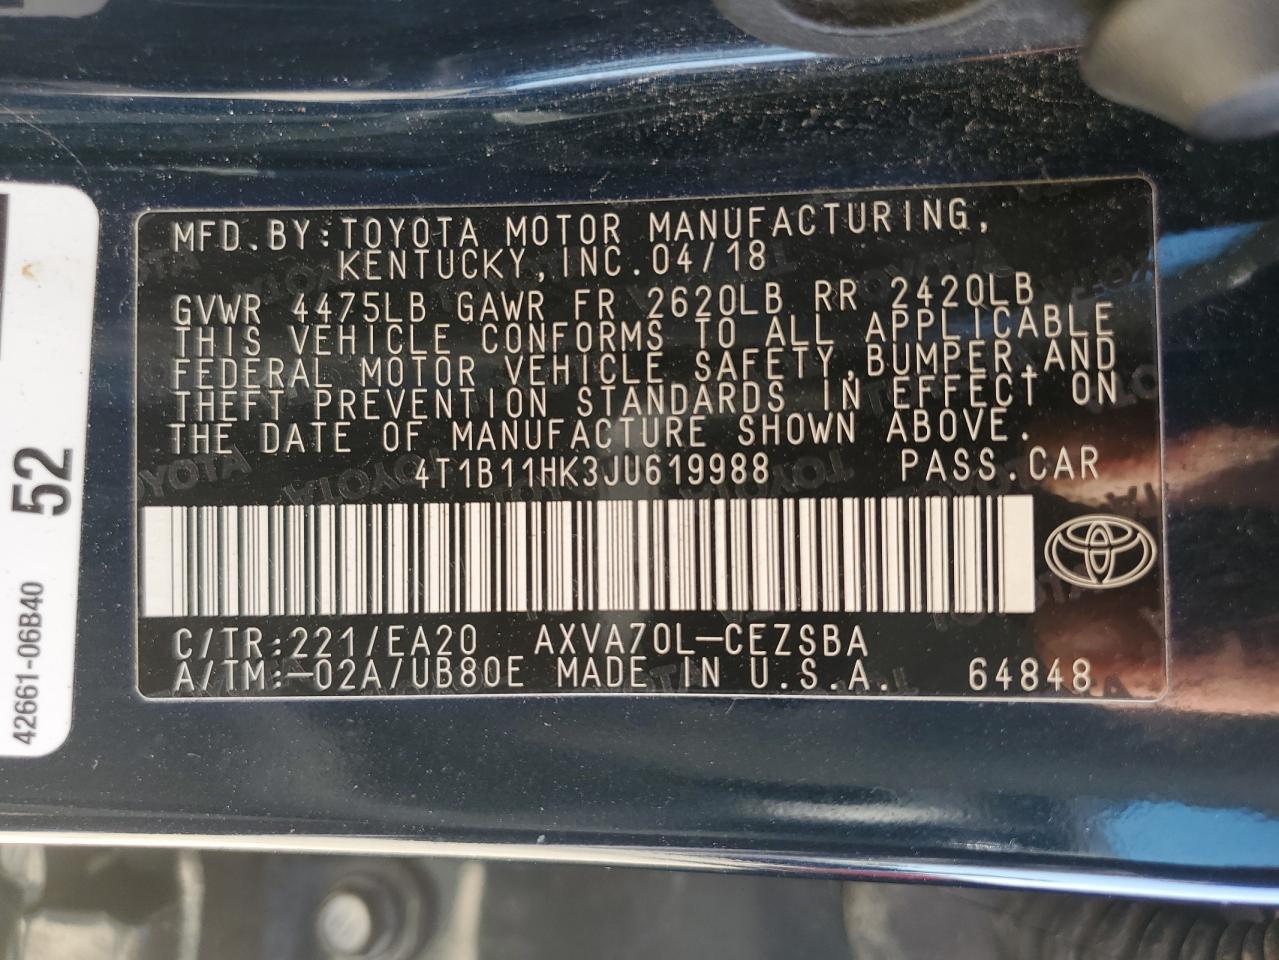 MFD.BY:TOYOTA MOTOR MANUFACTURING,
KENTUCKY,INC.04/18
GVWR 4475LB GAWR FR 2620LB RR 2420LB
THIS VEHICLE CONFORMS TO ALL APPLICABLE
FEDERAL MOTOR VEHICLE SAFETY,BUMPER,AND
THEFT PREVENTION STANDARDS IN EFFECT ON
THE DATE OF MANUFACTURE SHOWN ABOVE.
4T1B11HK3JU619988 PASS.CAR
C/TR:221/EA20 AXVA70L-CEZSBA
A/TM:-02A/UB80E MADE IN U.S.A. 64848
52
42661-06B40